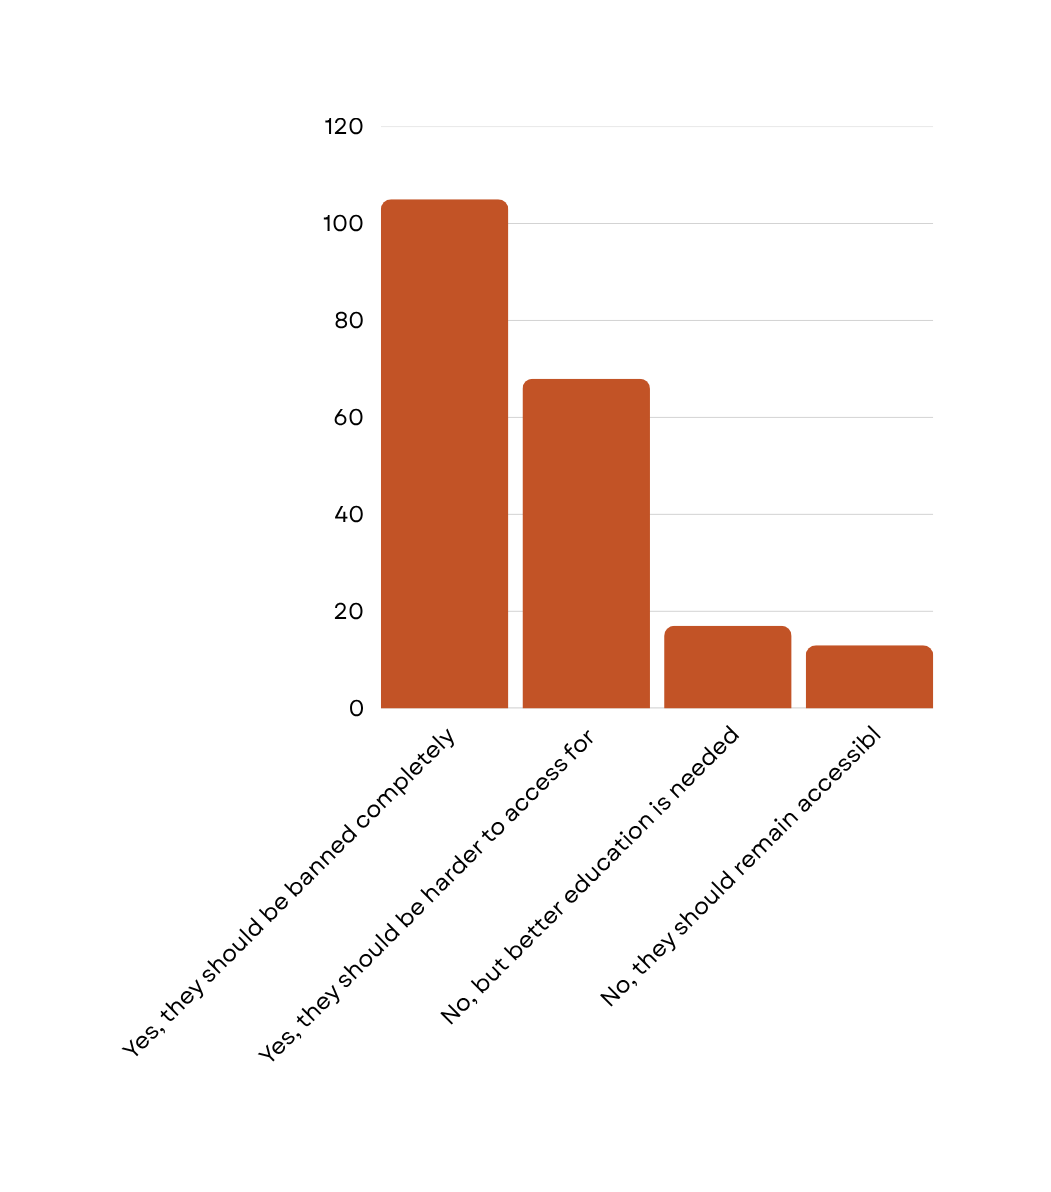 120
100
80
60
40
20
0
Yes, they should be banned completely
Yes, they should be harder to access for
No, but better education is needed
No, they should remain accessibl